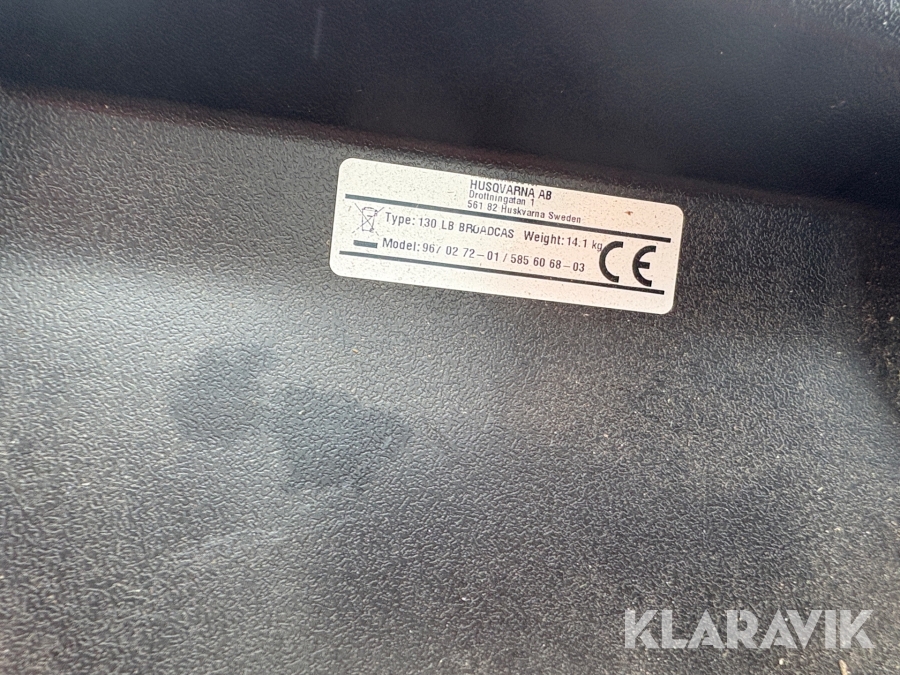 HUSQVARNA AB
Drottninggatan 1
561 82 Huskvarna Sweden
Type: 130 LB BROADCAS Weight: 14.1 kg
Model: 967 02 72-01 / 585 60 68-03
CE
KLARAVIK